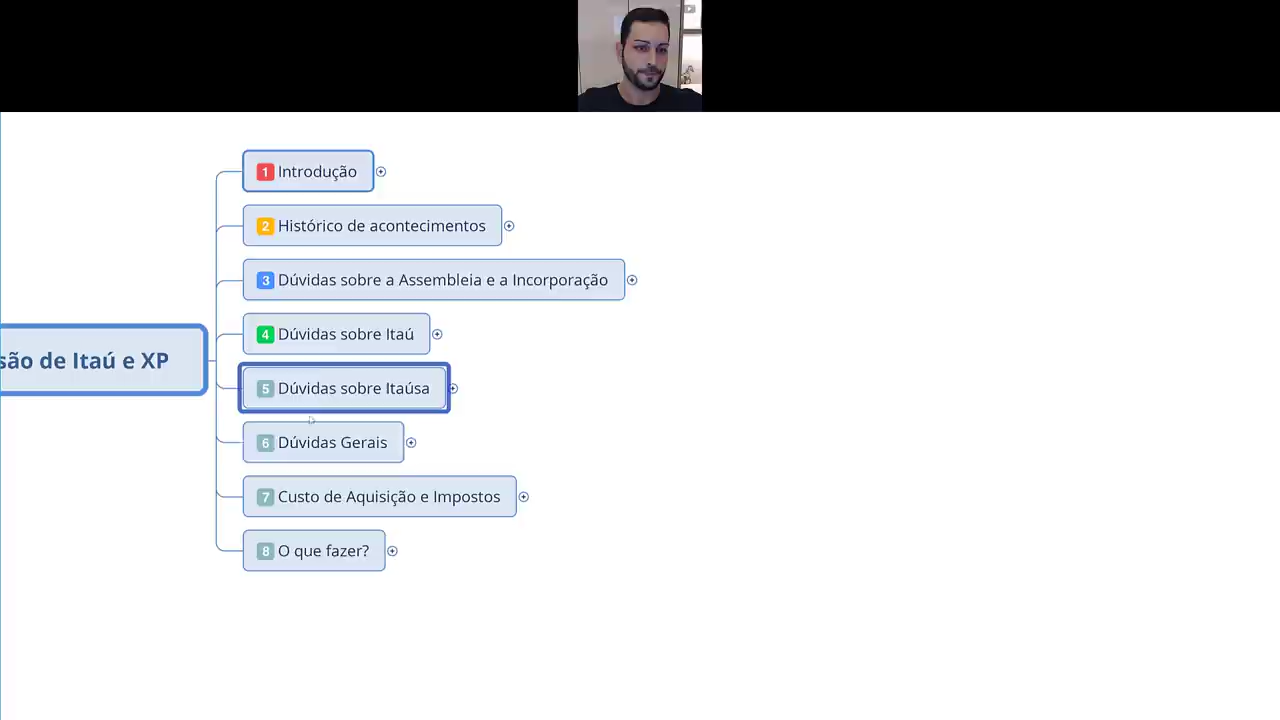 1 Introdução
2 Histórico de acontecimentos
3 Dúvidas sobre a Assembleia e a Incorporação
4 Dúvidas sobre Itaú
são de Itaú e XP
5 Dúvidas sobre Itaúsa
6 Dúvidas Gerais
7 Custo de Aquisição e Impostos
8 O que fazer?